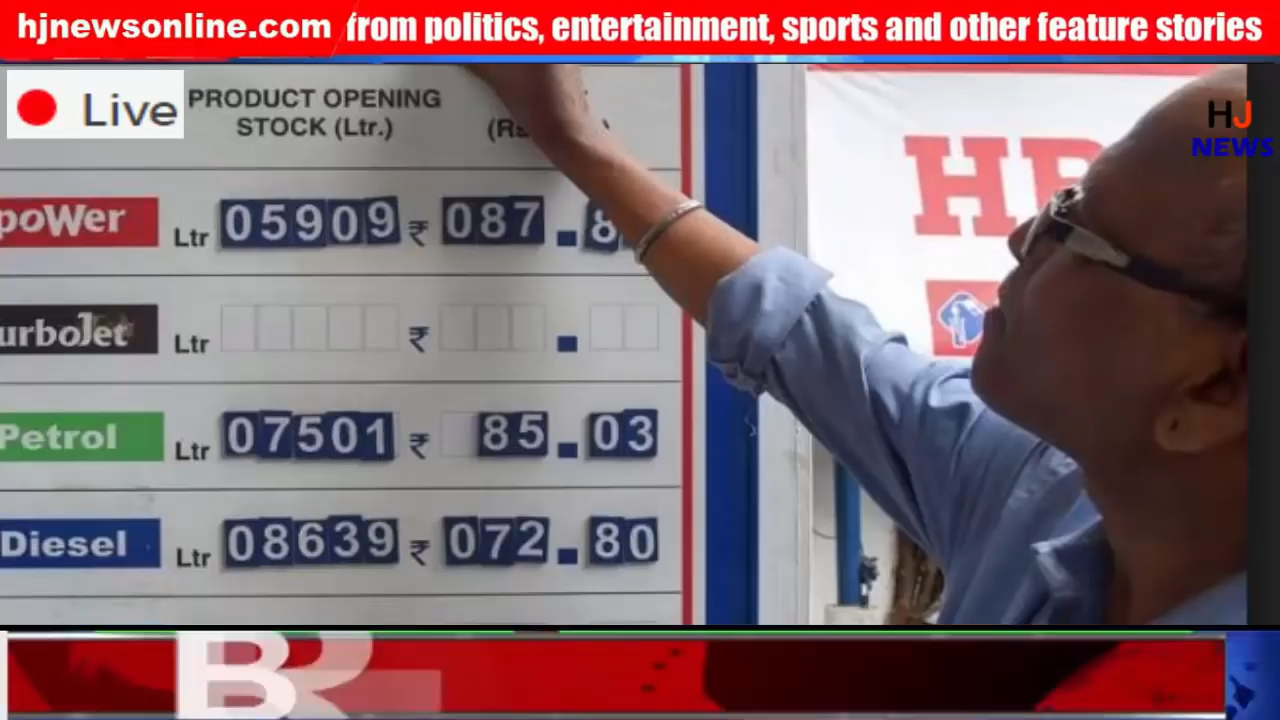 hjnewsonline.com from politics, entertainment, sports and other feature stories
Live
HJ
NEWS
PRODUCT OPENING
STOCK (Ltr.)
poWer Ltr 05909 ₹ 087.8
urboJet Ltr ₹ .
Petrol Ltr 07501 ₹ 85.03
Diesel Ltr 08639 ₹ 072.80